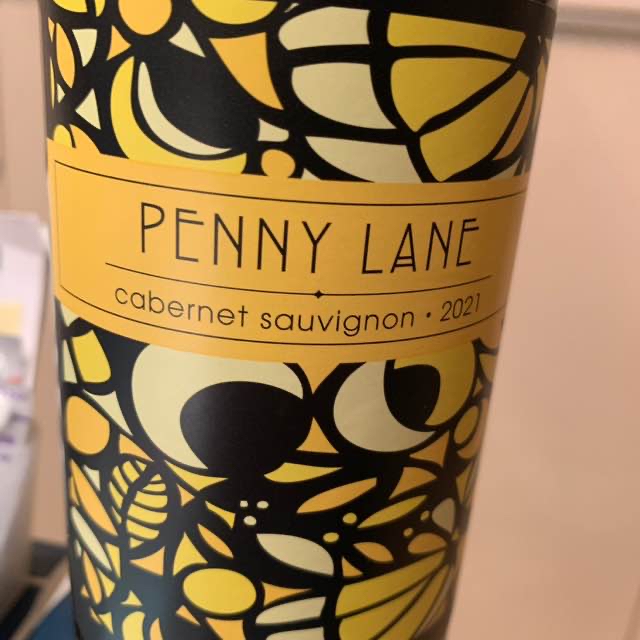 PENNY LANE
cabernet sauvignon • 2021